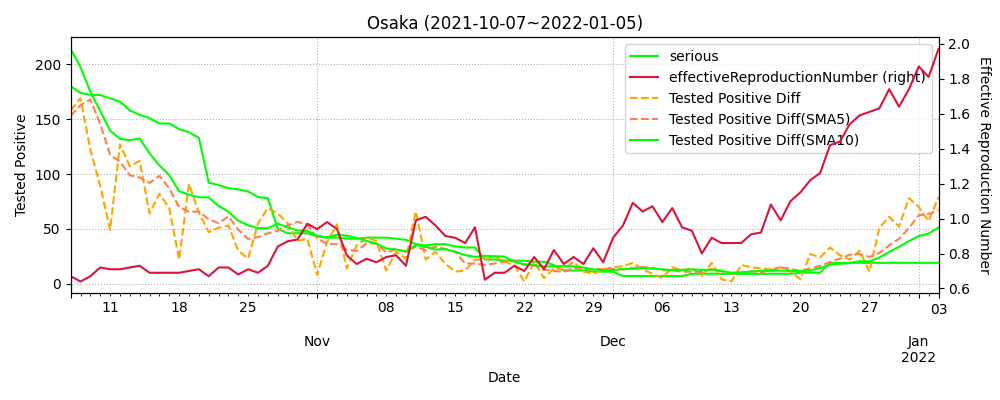 Osaka (2021-10-07~2022-01-05)
serious
effectiveReproductionNumber (right)
Tested Positive Diff
Tested Positive Diff(SMA5)
Tested Positive Diff(SMA10)
Tested Positive
200
150
100
50
0
Effective Reproduction Number
2.0
1.8
1.6
1.4
1.2
1.0
0.8
0.6
11 18 25 08 15 22 29 06 13 20 27 03
Nov Dec Jan
2022
Date